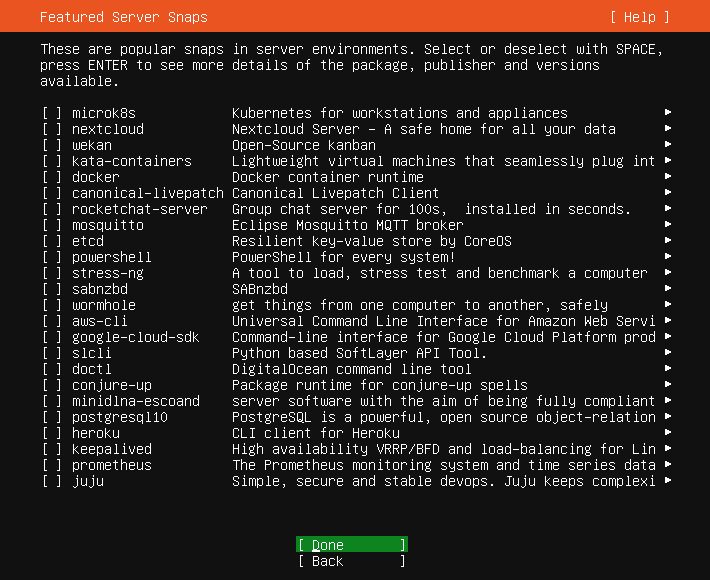 Featured Server Snaps [ Help ]
These are popular snaps in server environments. Select or deselect with SPACE,
press ENTER to see more details of the package, publisher and versions
available.
[ ] microk8s Kubernetes for workstations and appliances ▸
[ ] nextcloud Nextcloud Server - A safe home for all your data ▸
[ ] wekan Open-Source kanban ▸
[ ] kata-containers Lightweight virtual machines that seamlessly plug int ▸
[ ] docker Docker container runtime ▸
[ ] canonical-livepatch Canonical Livepatch Client ▸
[ ] rocketchat-server Group chat server for 100s,  installed in seconds. ▸
[ ] mosquitto Eclipse Mosquitto MQTT broker ▸
[ ] etcd Resilient key-value store by CoreOS ▸
[ ] powershell PowerShell for every system! ▸
[ ] stress-ng A tool to load, stress test and benchmark a computer ▸
[ ] sabnzbd SABnzbd ▸
[ ] wormhole get things from one computer to another, safely ▸
[ ] aws-cli Universal Command Line Interface for Amazon Web Servi ▸
[ ] google-cloud-sdk Command-line interface for Google Cloud Platform prod ▸
[ ] slcli Python based SoftLayer API Tool. ▸
[ ] doctl DigitalOcean command line tool ▸
[ ] conjure-up Package runtime for conjure-up spells ▸
[ ] minidlna-escoand server software with the aim of being fully compliant ▸
[ ] postgresql10 PostgreSQL is a powerful, open source object-relation ▸
[ ] heroku CLI client for Heroku ▸
[ ] keepalived High availability VRRP/BFD and load-balancing for Lin ▸
[ ] prometheus The Prometheus monitoring system and time series data ▸
[ ] juju Simple, secure and stable devops. Juju keeps complexi ▸
[ Done ]
[ Back ]